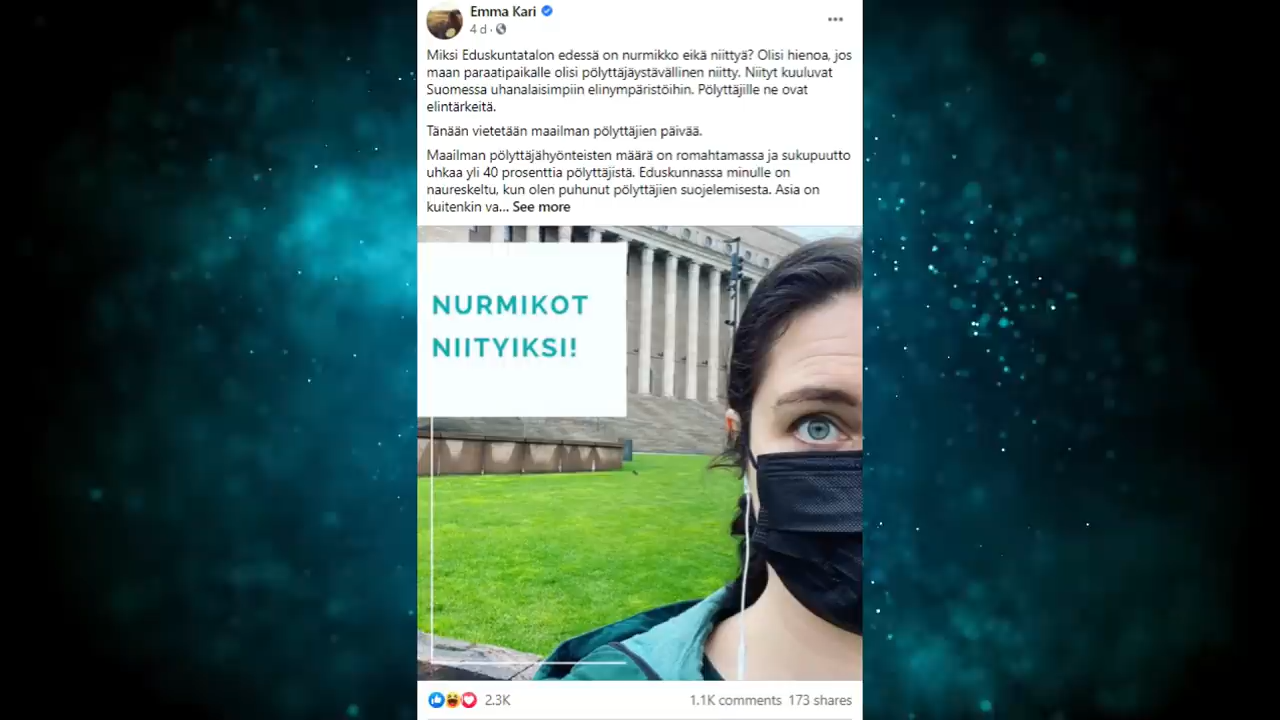 Emma Kari
4 d ·
Miksi Eduskuntatalon edessä on nurmikko eikä niittyä? Olisi hienoa, jos
maan paraatipaikalle olisi pölyttäjäystävällinen niitty. Niityt kuuluvat
Suomessa uhanalaisimpiin elinympäristöihin. Pölyttäjille ne ovat
elintärkeitä.
Tänään vietetään maailman pölyttäjien päivää.
Maailman pölyttäjähyönteisten määrä on romahtamassa ja sukupuutto
uhkaa yli 40 prosenttia pölyttäjistä. Eduskunnassa minulle on
naureskeltu, kun olen puhunut pölyttäjien suojelemisesta. Asia on
kuitenkin va... See more
NURMIKOT
NIITYIKSI!
2.3K 1.1K comments 173 shares